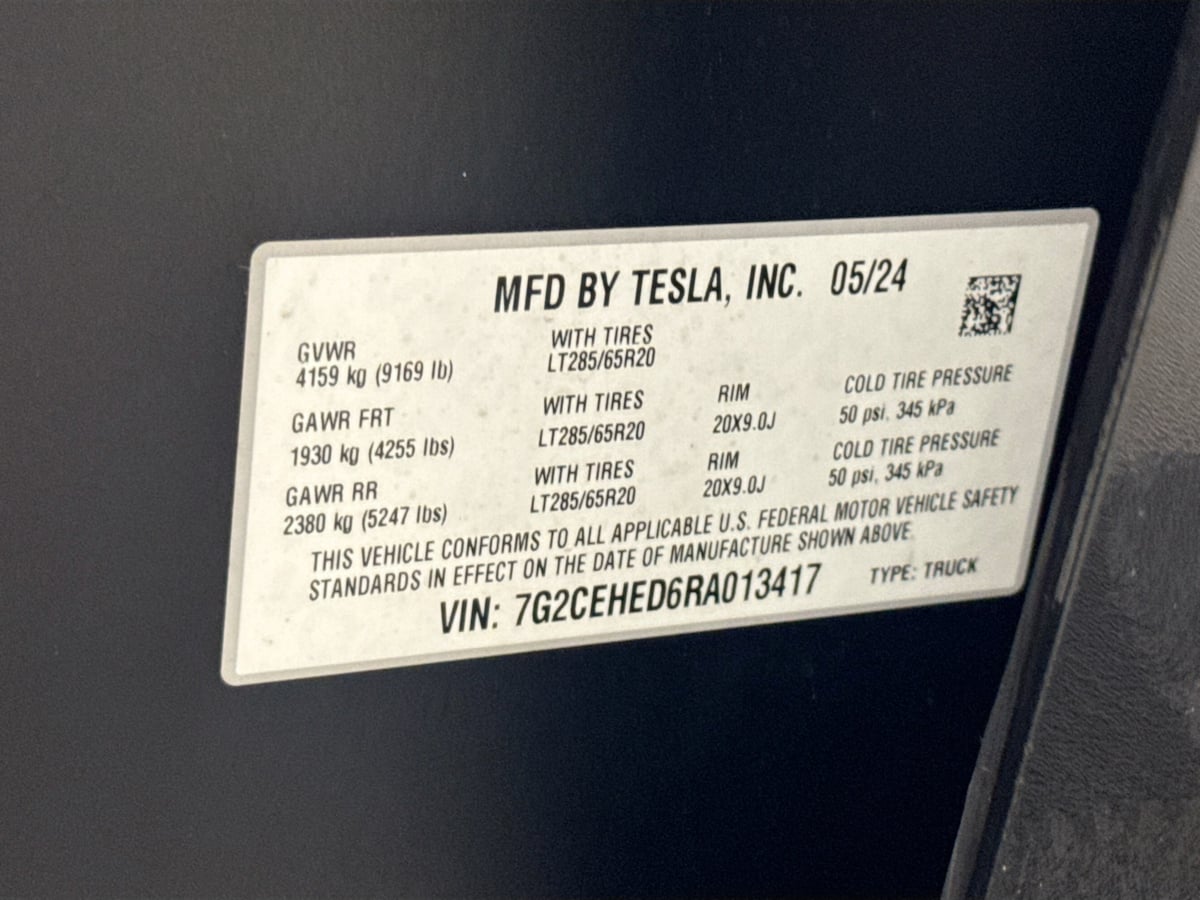 MFD BY TESLA, INC. 05/24
GVWR WITH TIRES
4159 kg (9169 lb) LT285/65R20
GAWR FRT WITH TIRES RIM COLD TIRE PRESSURE
1930 kg (4255 lbs) LT285/65R20 20X9.0J 50 psi, 345 kPa
GAWR RR WITH TIRES RIM COLD TIRE PRESSURE
2380 kg (5247 lbs) LT285/65R20 20X9.0J 50 psi, 345 kPa
THIS VEHICLE CONFORMS TO ALL APPLICABLE U.S. FEDERAL MOTOR VEHICLE SAFETY
STANDARDS IN EFFECT ON THE DATE OF MANUFACTURE SHOWN ABOVE.
VIN: 7G2CEHED6RA013417 TYPE: TRUCK